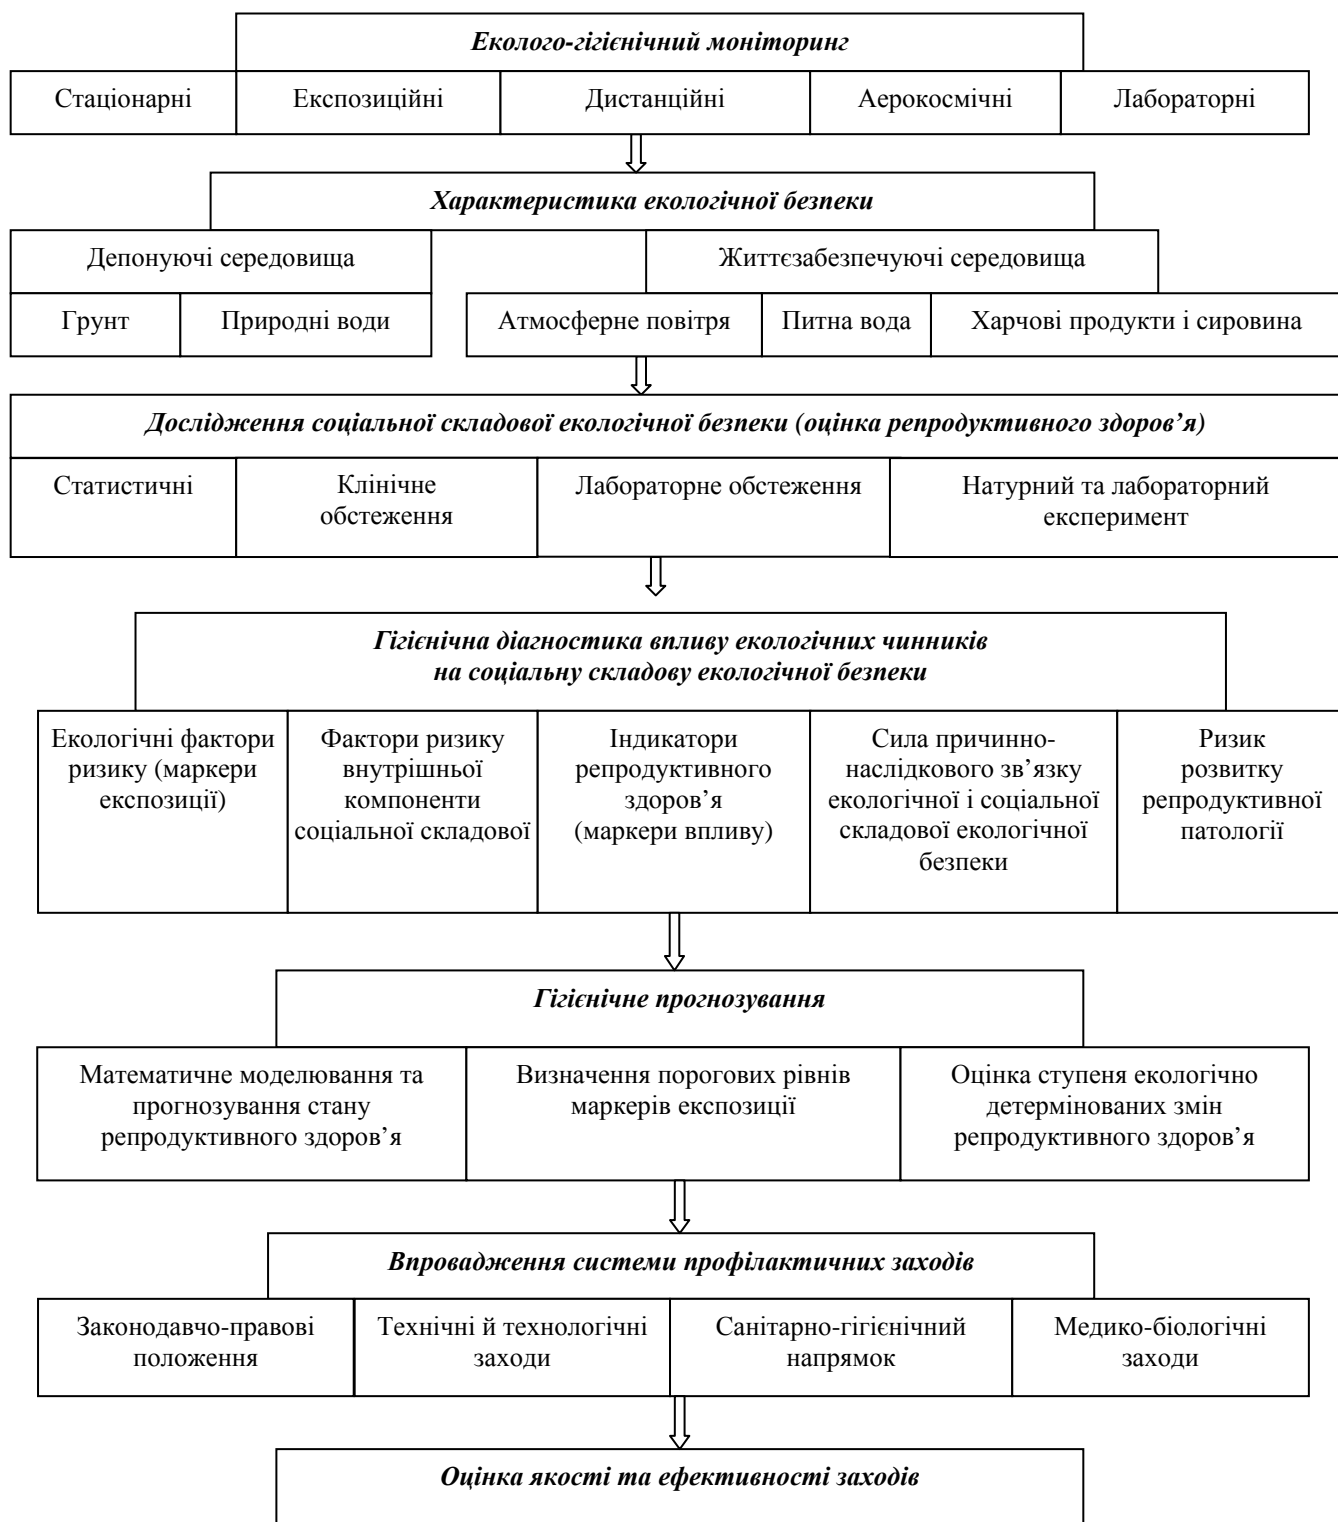 Еколого-гігієнічний моніторинг
Стаціонарні
Експозиційні
Дистанційні
Аерокосмічні
Лабораторні
Характеристика екологічної безпеки
Депонуючі середовища
Життєзабезпечуючі середовища
Грунт
Природні води
Атмосферне повітря
Питна вода
Харчові продукти і сировина
Дослідження соціальної складової екологічної безпеки (оцінка репродуктивного здоров’я)
Статистичні
Клінічне
обстеження
Лабораторне обстеження
Натурний та лабораторний
експеримент
Гігієнічна діагностика впливу екологічних чинників
на соціальну складову екологічної безпеки
Екологічні фактори
ризику (маркери
експозиції)
Фактори ризику
внутрішньої
компоненти
соціальної складової
Індикатори
репродуктивного
здоров’я
(маркери впливу)
Сила причинно-
наслідкового зв’язку
екологічної і соціальної
складової екологічної
безпеки
Ризик
розвитку
репродуктивної
патології
Гігієнічне прогнозування
Математичне моделювання та
прогнозування стану
репродуктивного здоров’я
Визначення порогових рівнів
маркерів експозиції
Оцінка ступеня екологічно
детермінованих змін
репродуктивного здоров’я
Впровадження системи профілактичних заходів
Законодавчо-правові
положення
Технічні й технологічні
заходи
Санітарно-гігієнічний
напрямок
Медико-біологічні
заходи
Оцінка якості та ефективності заходів